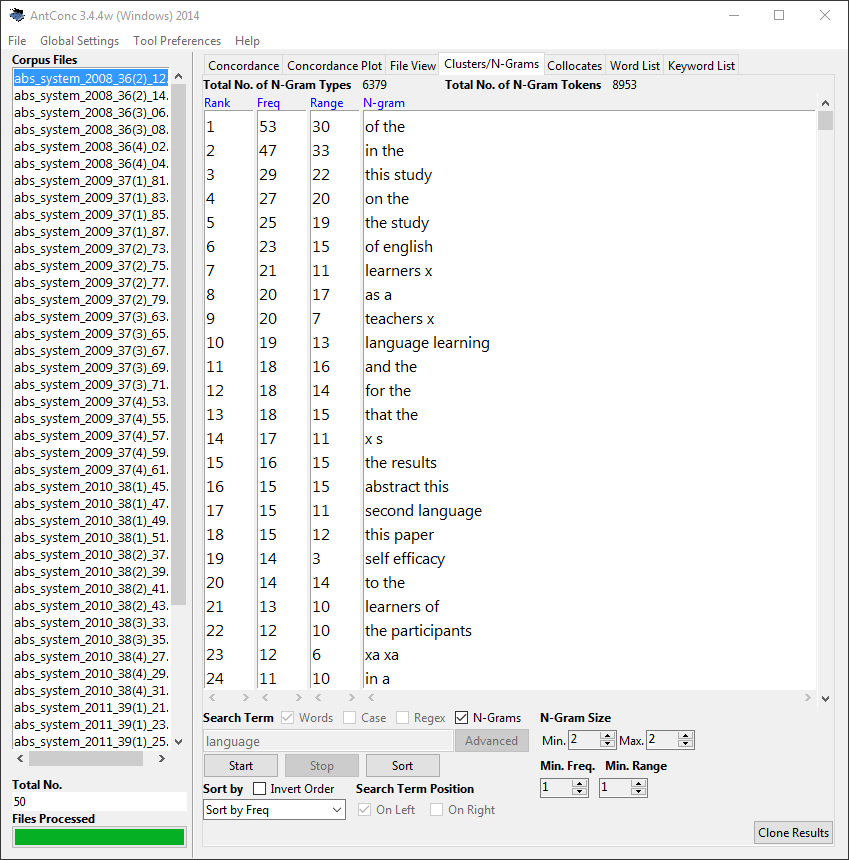 AntConc 3.4.4w (Windows) 2014
File Global Settings Tool Preferences Help
Corpus Files
abs_system_2008_36(2)_12
abs_system_2008_36(2)_14.
abs_system_2008_36(3)_06.
abs_system_2008_36(3)_08.
abs_system_2008_36(4)_02.
abs_system_2008_36(4)_04.
abs_system_2009_37(1)_81.
abs_system_2009_37(1)_83.
abs_system_2009_37(1)_85.
abs_system_2009_37(1)_87.
abs_system_2009_37(2)_73.
abs_system_2009_37(2)_75.
abs_system_2009_37(2)_77.
abs_system_2009_37(2)_79.
abs_system_2009_37(3)_63.
abs_system_2009_37(3)_65.
abs_system_2009_37(3)_67.
abs_system_2009_37(3)_69.
abs_system_2009_37(3)_71.
abs_system_2009_37(4)_53.
abs_system_2009_37(4)_55.
abs_system_2009_37(4)_57.
abs_system_2009_37(4)_59.
abs_system_2009_37(4)_61.
abs_system_2010_38(1)_45.
abs_system_2010_38(1)_47.
abs_system_2010_38(1)_49.
abs_system_2010_38(1)_51.
abs_system_2010_38(2)_37.
abs_system_2010_38(2)_39.
abs_system_2010_38(2)_41.
abs_system_2010_38(2)_43.
abs_system_2010_38(3)_33.
abs_system_2010_38(3)_35.
abs_system_2010_38(4)_27.
abs_system_2010_38(4)_29.
abs_system_2010_38(4)_31.
abs_system_2011_39(1)_21.
abs_system_2011_39(1)_23.
abs_system_2011_39(1)_25.
Total No.
50
Files Processed
Concordance Concordance Plot File View Clusters/N-Grams Collocates Word List Keyword List
Total No. of N-Gram Types 6379 Total No. of N-Gram Tokens 8953
Rank Freq Range N-gram
1 53 30 of the
2 47 33 in the
3 29 22 this study
4 27 20 on the
5 25 19 the study
6 23 15 of english
7 21 11 learners x
8 20 17 as a
9 20 7 teachers x
10 19 13 language learning
11 18 16 and the
12 18 14 for the
13 18 15 that the
14 17 11 x s
15 16 15 the results
16 15 15 abstract this
17 15 11 second language
18 15 12 this paper
19 14 3 self efficacy
20 14 14 to the
21 13 10 learners of
22 12 10 the participants
23 12 6 xa xa
24 11 10 in a
Search Term Words Case Regex N-Grams N-Gram Size
language Advanced Min. 2 Max. 2
Start Stop Sort Min. Freq. Min. Range
Sort by Invert Order Search Term Position 1 1
Sort by Freq On Left On Right
Clone Results